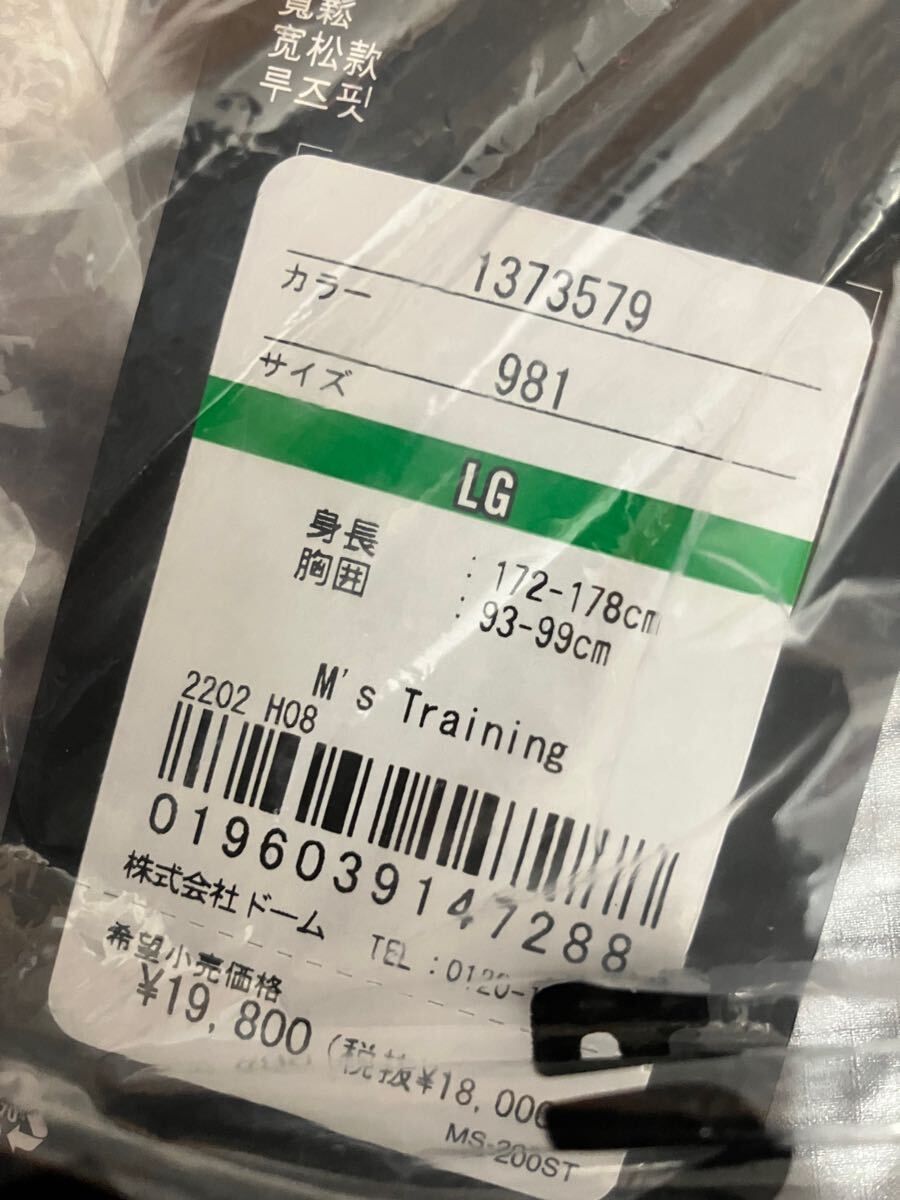 寬鬆
宽松款
루즈핏
1373579
カラー
981
サイズ
LG
身長 : 172-178cm
胸囲 : 93-99cm
M's Training
2202 H08
0196039147288
株式会社ドーム TEL:0120-
希望小売価格
¥19,800 (税抜¥18,000
MS-200ST